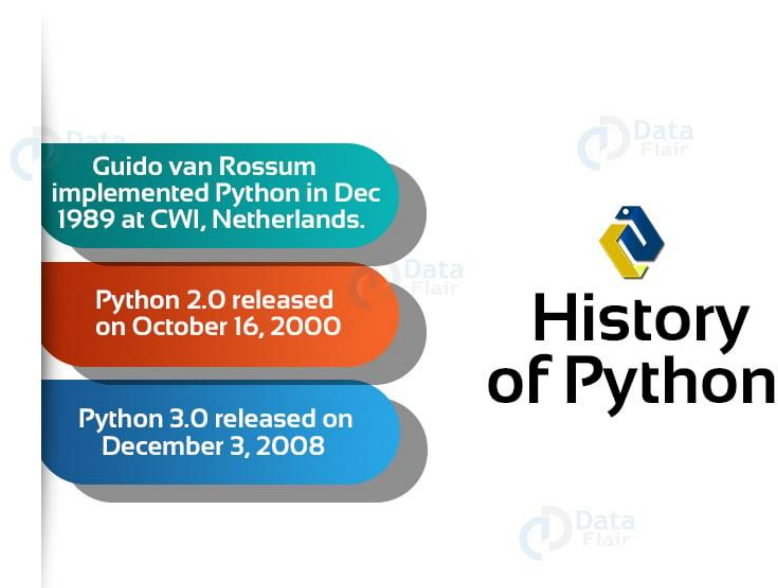 Data
Flair
Guido van Rossum
implemented Python in Dec
1989 at CWI, Netherlands.
Data
Flair
Python 2.0 released
on October 16, 2000
Data
Flair
Python 3.0 released on
December 3, 2008
History
of Python
Data
Flair